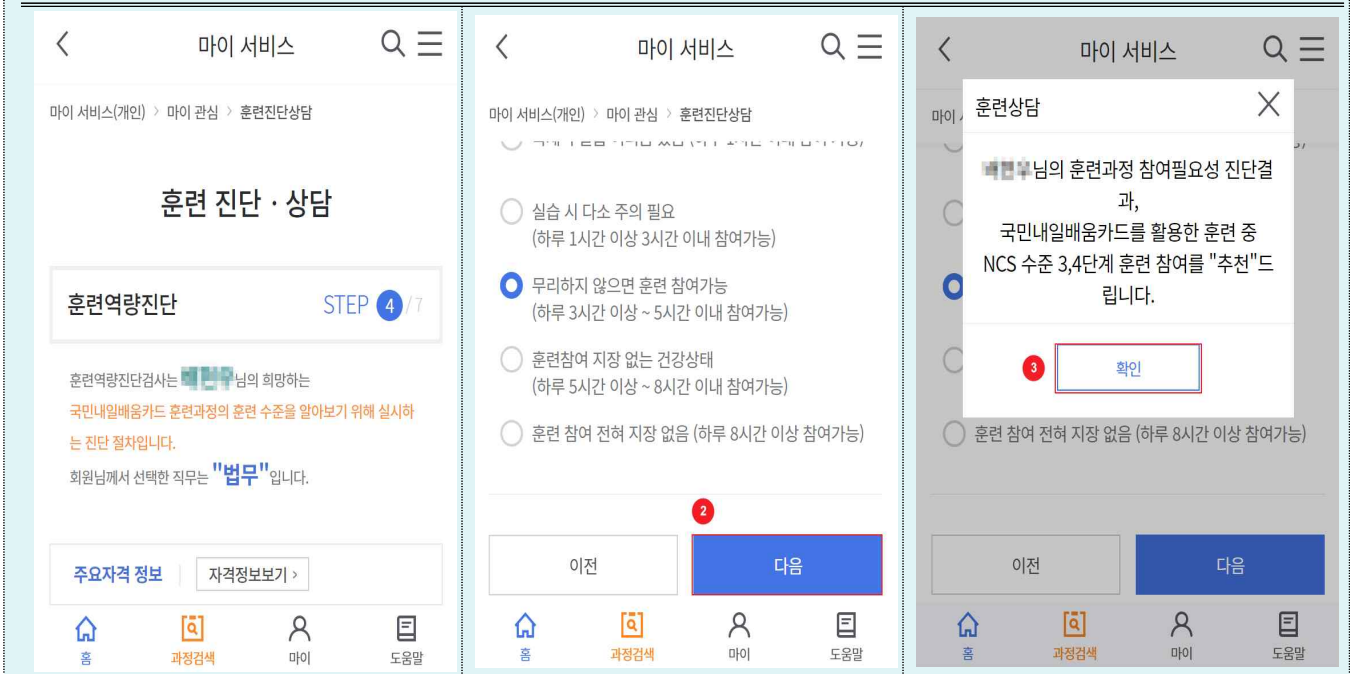 마이 서비스
마이 서비스(개인) > 마이 관심 > 훈련진단상담
훈련 진단 · 상담
훈련역량진단 STEP 4 / 7
훈련역량진단검사는 님의 희망하는
국민내일배움카드 훈련과정의 훈련 수준을 알아보기 위해 실시하
는 진단 절차입니다.
회원님께서 선택한 직무는 "법무"입니다.
주요자격 정보 자격정보보기 >
홈 과정검색 마이 도움말
마이 서비스
마이 서비스(개인) > 마이 관심 > 훈련진단상담
실습 시 다소 주의 필요
(하루 1시간 이상 3시간 이내 참여가능)
무리하지 않으면 훈련 참여가능
(하루 3시간 이상 ~ 5시간 이내 참여가능)
훈련참여 지장 없는 건강상태
(하루 5시간 이상 ~ 8시간 이내 참여가능)
훈련 참여 전혀 지장 없음 (하루 8시간 이상 참여가능)
2
이전 다음
홈 과정검색 마이 도움말
마이 서비스
마이
훈련상담
님의 훈련과정 참여필요성 진단결
과,
국민내일배움카드를 활용한 훈련 중
NCS 수준 3,4단계 훈련 참여를 "추천"드
립니다.
3 확인
훈련 참여 전혀 지장 없음 (하루 8시간 이상 참여가능)
이전 다음
홈 과정검색 마이 도움말